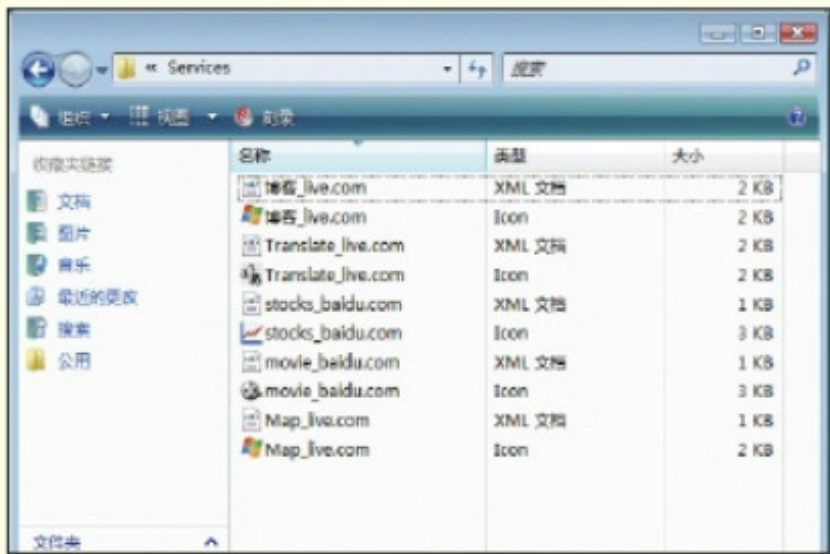 « Services
搜索
组织 视图 刻录
收藏夹链接
文档
图片
音乐
最近的更改
搜索
公用
文件夹
名称 类型 大小
博客_live.com XML 文档 2 KB
博客_live.com Icon 2 KB
Translate_live.com XML 文档 2 KB
Translate_live.com Icon 2 KB
stocks_baidu.com XML 文档 1 KB
stocks_baidu.com Icon 3 KB
movie_baidu.com XML 文档 1 KB
movie_baidu.com Icon 3 KB
Map_live.com XML 文档 1 KB
Map_live.com Icon 2 KB